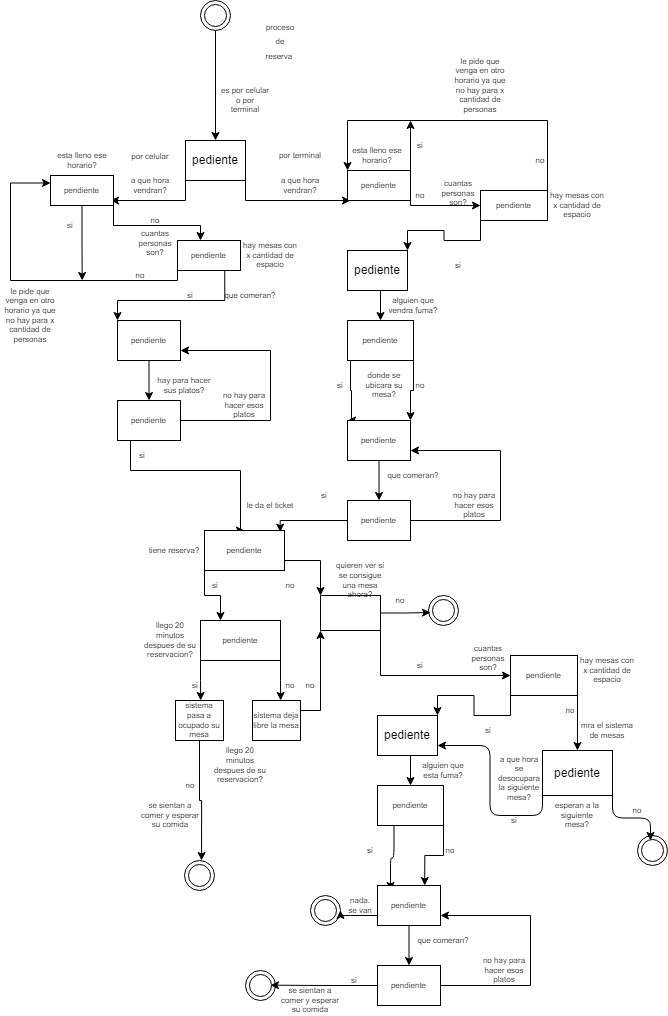 proceso
de
reserva
es por celular
o por
terminal
le pide que
venga en otro
horario ya que
no hay para x
cantidad de
personas
esta lleno ese
horario?
por celular
pediente
por terminal
esta lleno ese
horario?
si
no
a que hora
vendran?
a que hora
vendran?
pendiente
pendiente
no
cuantas
personas
son?
pendiente
hay mesas con
x cantidad de
espacio
si
no
cuantas
personas
son?
pendiente
hay mesas con
x cantidad de
espacio
no
pediente
si
le pide que
venga en otro
horario ya que
no hay para x
cantidad de
personas
si
que comeran?
alguien que
vendra fuma?
pendiente
pendiente
hay para hacer
sus platos?
no hay para
hacer esos
platos
si
donde se
ubicara su
mesa?
no
pendiente
pendiente
si
que comeran?
le da el ticket
si
no hay para
hacer esos
platos
pendiente
tiene reserva?
pendiente
quieren ver si
se consigue
una mesa
ahora?
si
no
no
llego 20
minutos
despues de su
reservacion?
pendiente
cuantas
personas
son?
si
pendiente
hay mesas con
x cantidad de
espacio
si
no
no
sistema
pasa a
ocupado su
mesa
sistema deja
libre la mesa
llego 20
minutos
despues de su
reservacion?
no
se sientan a
comer y esperar
su comida
si
no
mra el sistema
de mesas
pediente
alguien que
esta fuma?
a que hora
se
desocupara
la siguiente
mesa?
pediente
si
esperan a la
siguiente
mesa?
no
pendiente
si
no
nada.
se van
pendiente
que comeran?
no hay para
hacer esos
platos
si
pendiente
se sientan a
comer y esperar
su comida